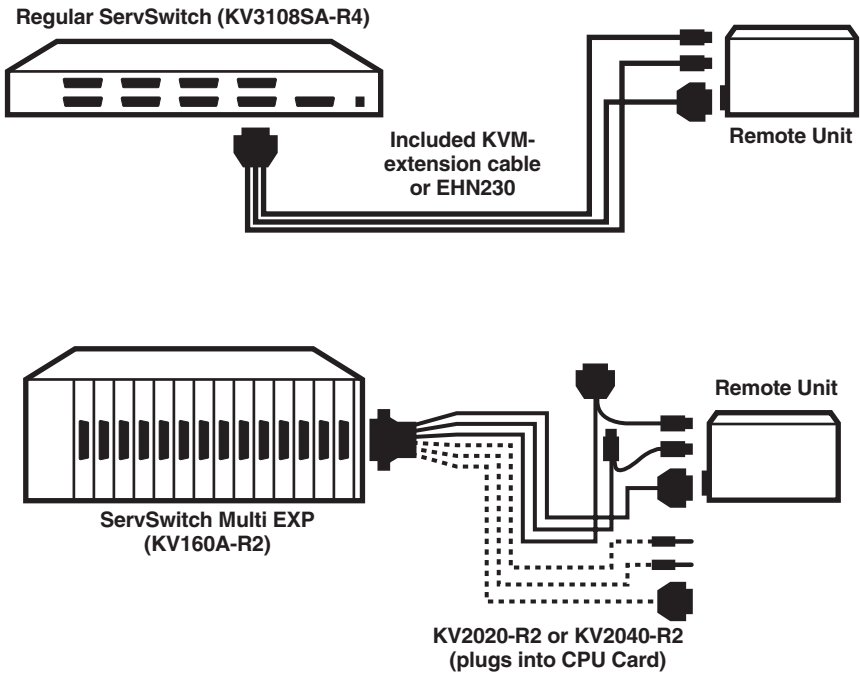 Regular ServSwitch (KV3108SA-R4)
Included KVM-
extension cable
or EHN230
Remote Unit
Remote Unit
ServSwitch Multi EXP
(KV160A-R2)
KV2020-R2 or KV2040-R2
(plugs into CPU Card)